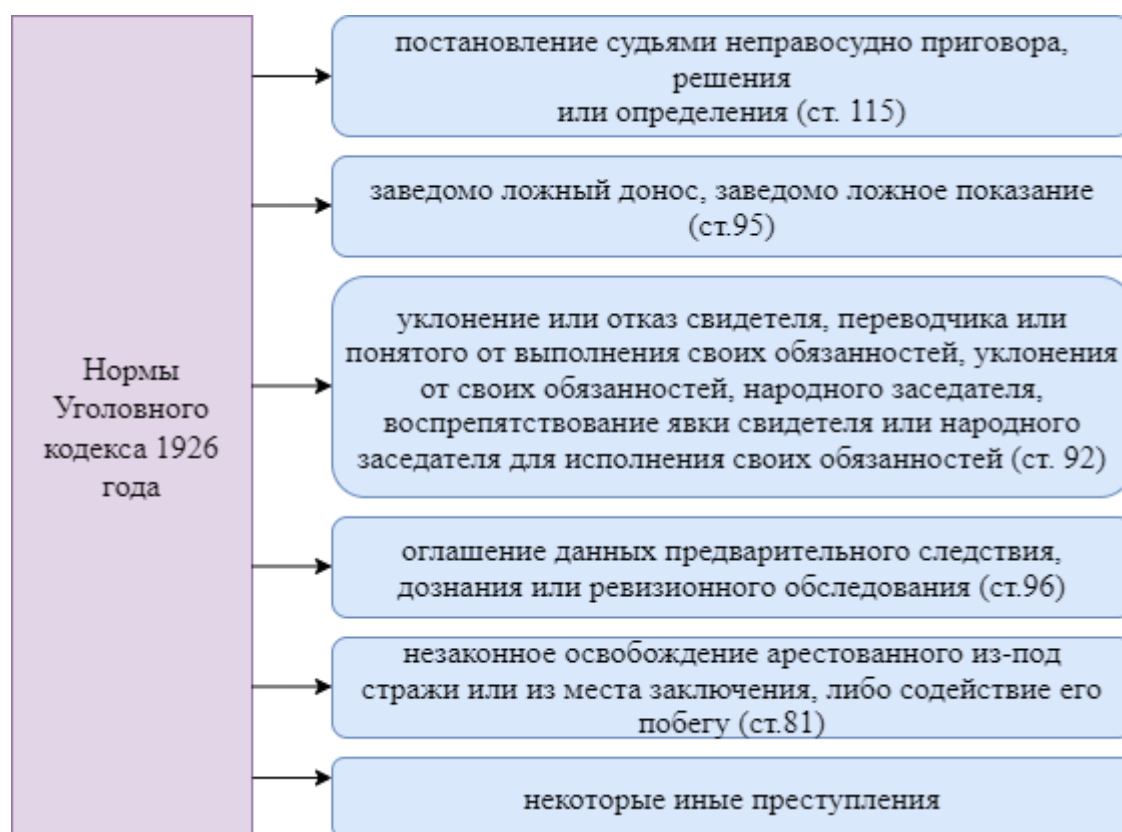 Нормы
Уголовного
кодекса 1926
года
постановление судьями неправосудно приговора,
решения
или определения (ст. 115)
заведомо ложный донос, заведомо ложное показание
(ст.95)
уклонение или отказ свидетеля, переводчика или
понятого от выполнения своих обязанностей, уклонения
от своих обязанностей, народного заседателя,
воспрепятствование явки свидетеля или народного
заседателя для исполнения своих обязанностей (ст. 92)
оглашение данных предварительного следствия,
дознания или ревизионного обследования (ст.96)
незаконное освобождение арестованного из-под
стражи или из места заключения, либо содействие его
побегу (ст.81)
некоторые иные преступления